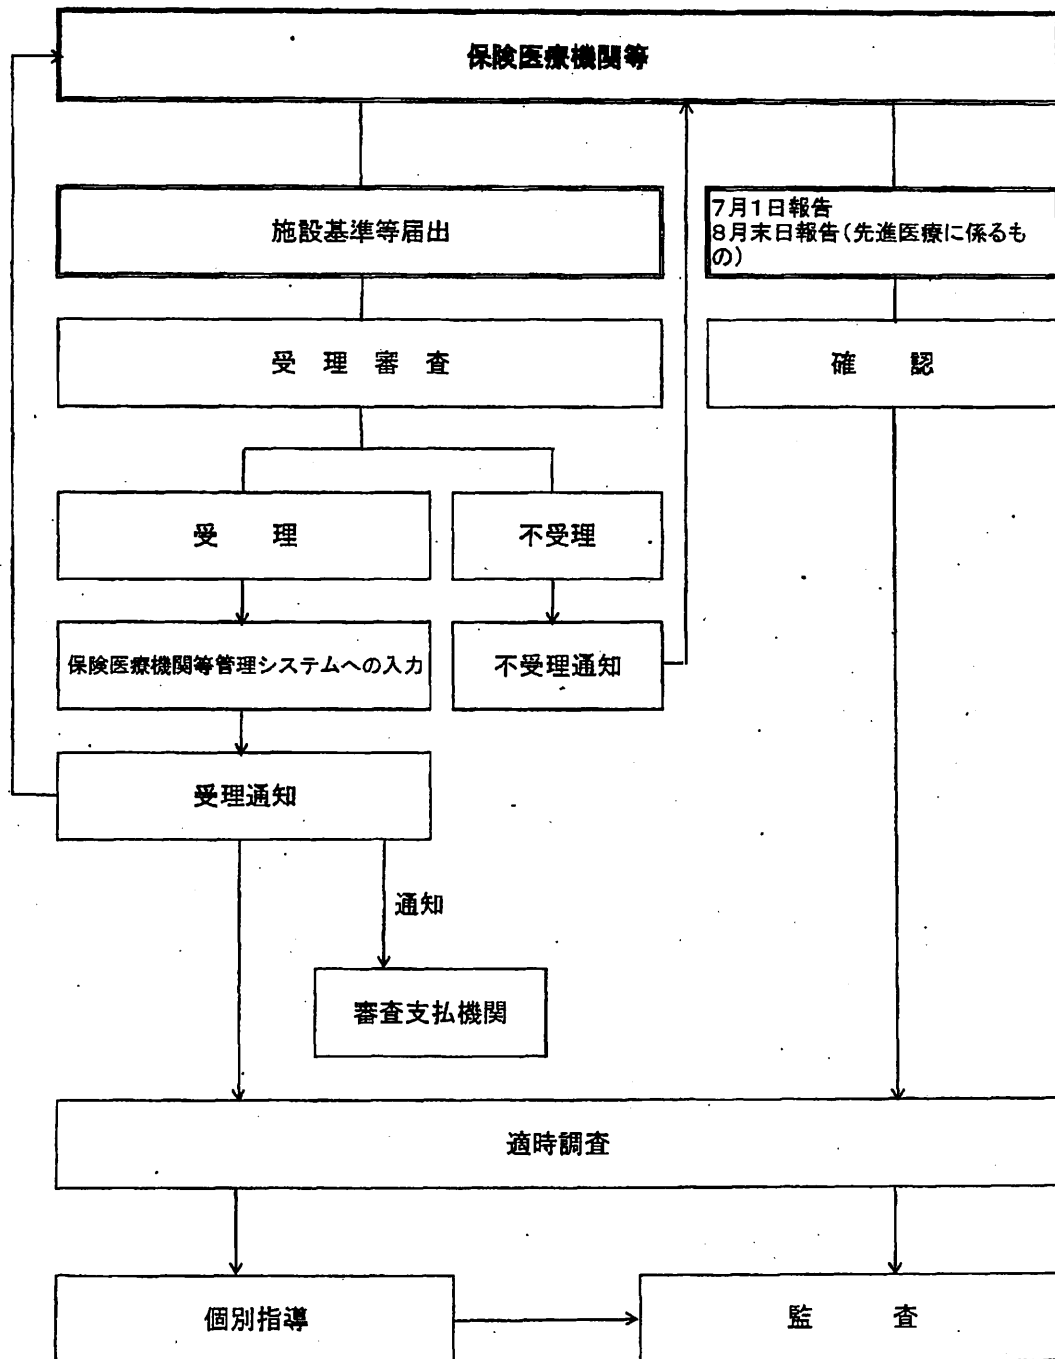 保険医療機関等
施設基準等届出
7月1日報告
8月末日報告(先進医療に係るも
の)
受 理 審 査
確 認
受 理
不受理
保険医療機関等管理システムへの入力
不受理通知
受理通知
通知
審査支払機関
適時調査
個別指導
監 査